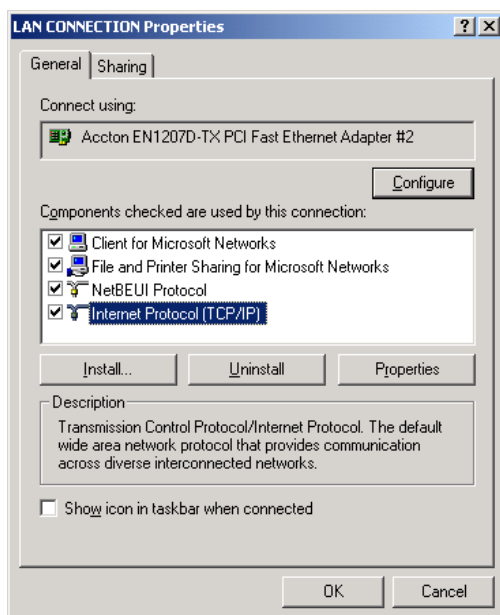 LAN CONNECTION Properties
General
Sharing
Connect using:
Accton EN1207D-TX PCI Fast Ethernet Adapter #2
Configure
Components checked are used by this connection:
Client for Microsoft Networks
File and Printer Sharing for Microsoft Networks
NetBEUI Protocol
Internet Protocol (TCP/IP)
Install...
Uninstall
Properties
Description
Transmission Control Protocol/Internet Protocol. The default
wide area network protocol that provides communication
across diverse interconnected networks.
Show icon in taskbar when connected
OK
Cancel